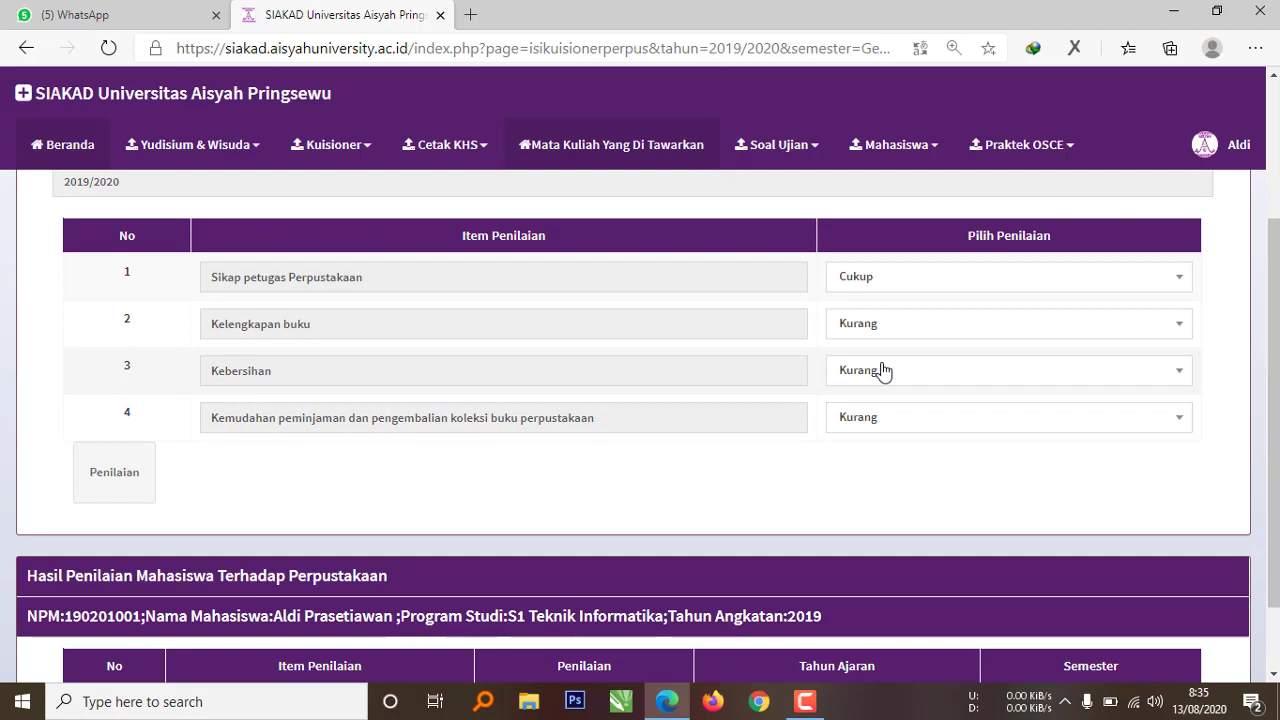 (5) WhatsApp
SIAKAD Universitas Aisyah Prings
https://siakad.aisyahuniversity.ac.id/index.php?page=isikuisionerperpus&tahun=2019/2020&semester=Ge...
SIAKAD Universitas Aisyah Pringsewu
Beranda
Yudisium & Wisuda
Kuisioner
Cetak KHS
Mata Kuliah Yang Di Tawarkan
Soal Ujian
Mahasiswa
Praktek OSCE
Aldi
2019/2020
No Item Penilaian Pilih Penilaian
1 Sikap petugas Perpustakaan Cukup
2 Kelengkapan buku Kurang
3 Kebersihan Kurang
4 Kemudahan peminjaman dan pengembalian koleksi buku perpustakaan Kurang
Penilaian
Hasil Penilaian Mahasiswa Terhadap Perpustakaan
NPM:190201001;Nama Mahasiswa:Aldi Prasetiawan ;Program Studi:S1 Teknik Informatika;Tahun Angkatan:2019
No Item Penilaian Penilaian Tahun Ajaran Semester
Type here to search
Ps
U: 0.00 KiB/s
D: 0.00 KiB/s
8:35
13/08/2020
2